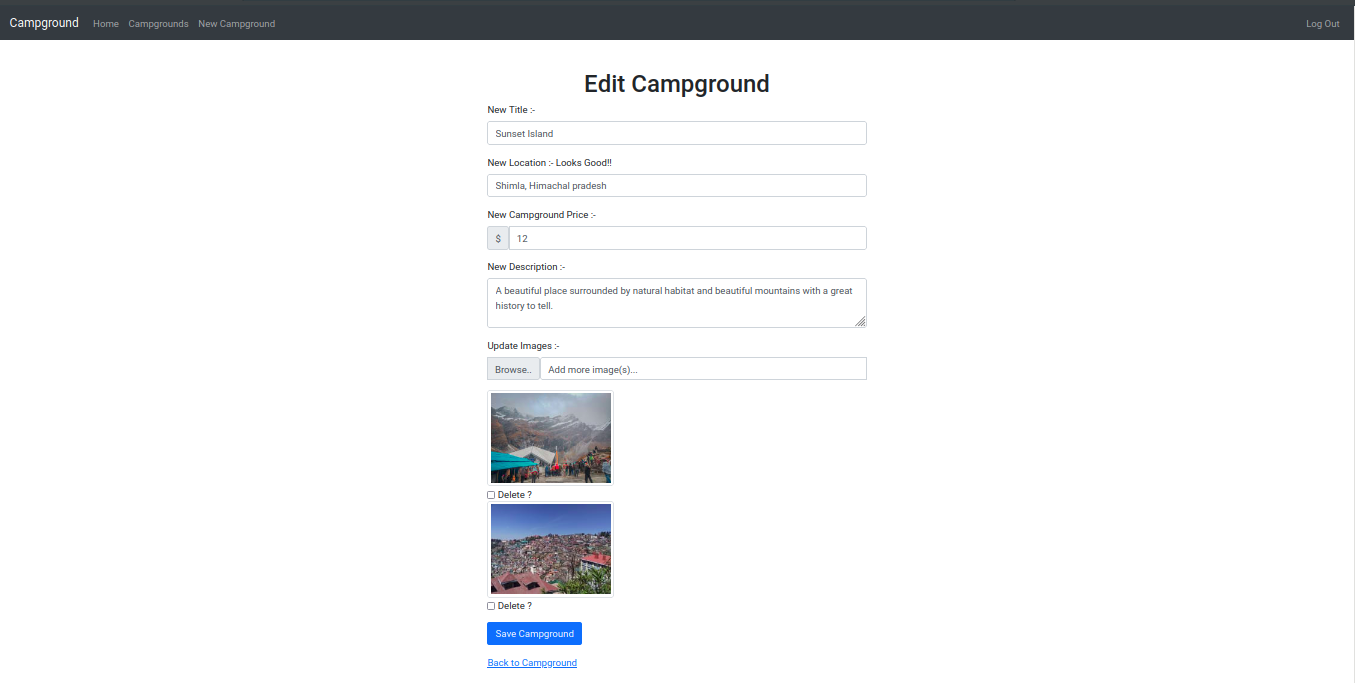 Campground Home Campgrounds New Campground Log Out
Edit Campground
New Title :-
Sunset Island
New Location :- Looks Good!!
Shimla, Himachal pradesh
New Campground Price :-
$ 12
New Description :-
A beautiful place surrounded by natural habitat and beautiful mountains with a great
history to tell.
Update Images :-
Browse.. Add more image(s)...
Delete ?
Delete ?
Save Campground
Back to Campground